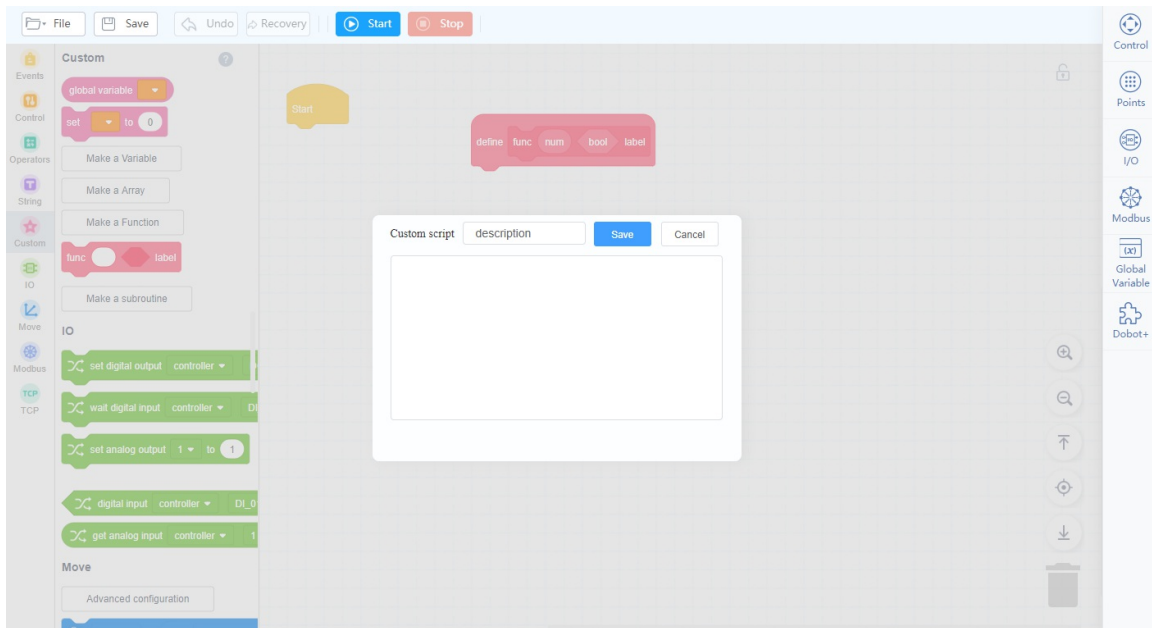 File Save Undo Recovery Start Stop
Events
Control
Operators
String
Custom
IO
Move
Modbus
TCP
TCP
Custom ?
global variable
set to 0
Make a Variable
Make a Array
Make a Function
func label
Make a subroutine
IO
set digital output controller
wait digital input controller DI
set analog output 1 to 1
digital input controller DI_0
get analog input controller 1
Move
Advanced configuration
Start
define func num bool label
Custom script description Save Cancel
Control
Points
I/O
Modbus
(x)
Global
Variable
Dobot+